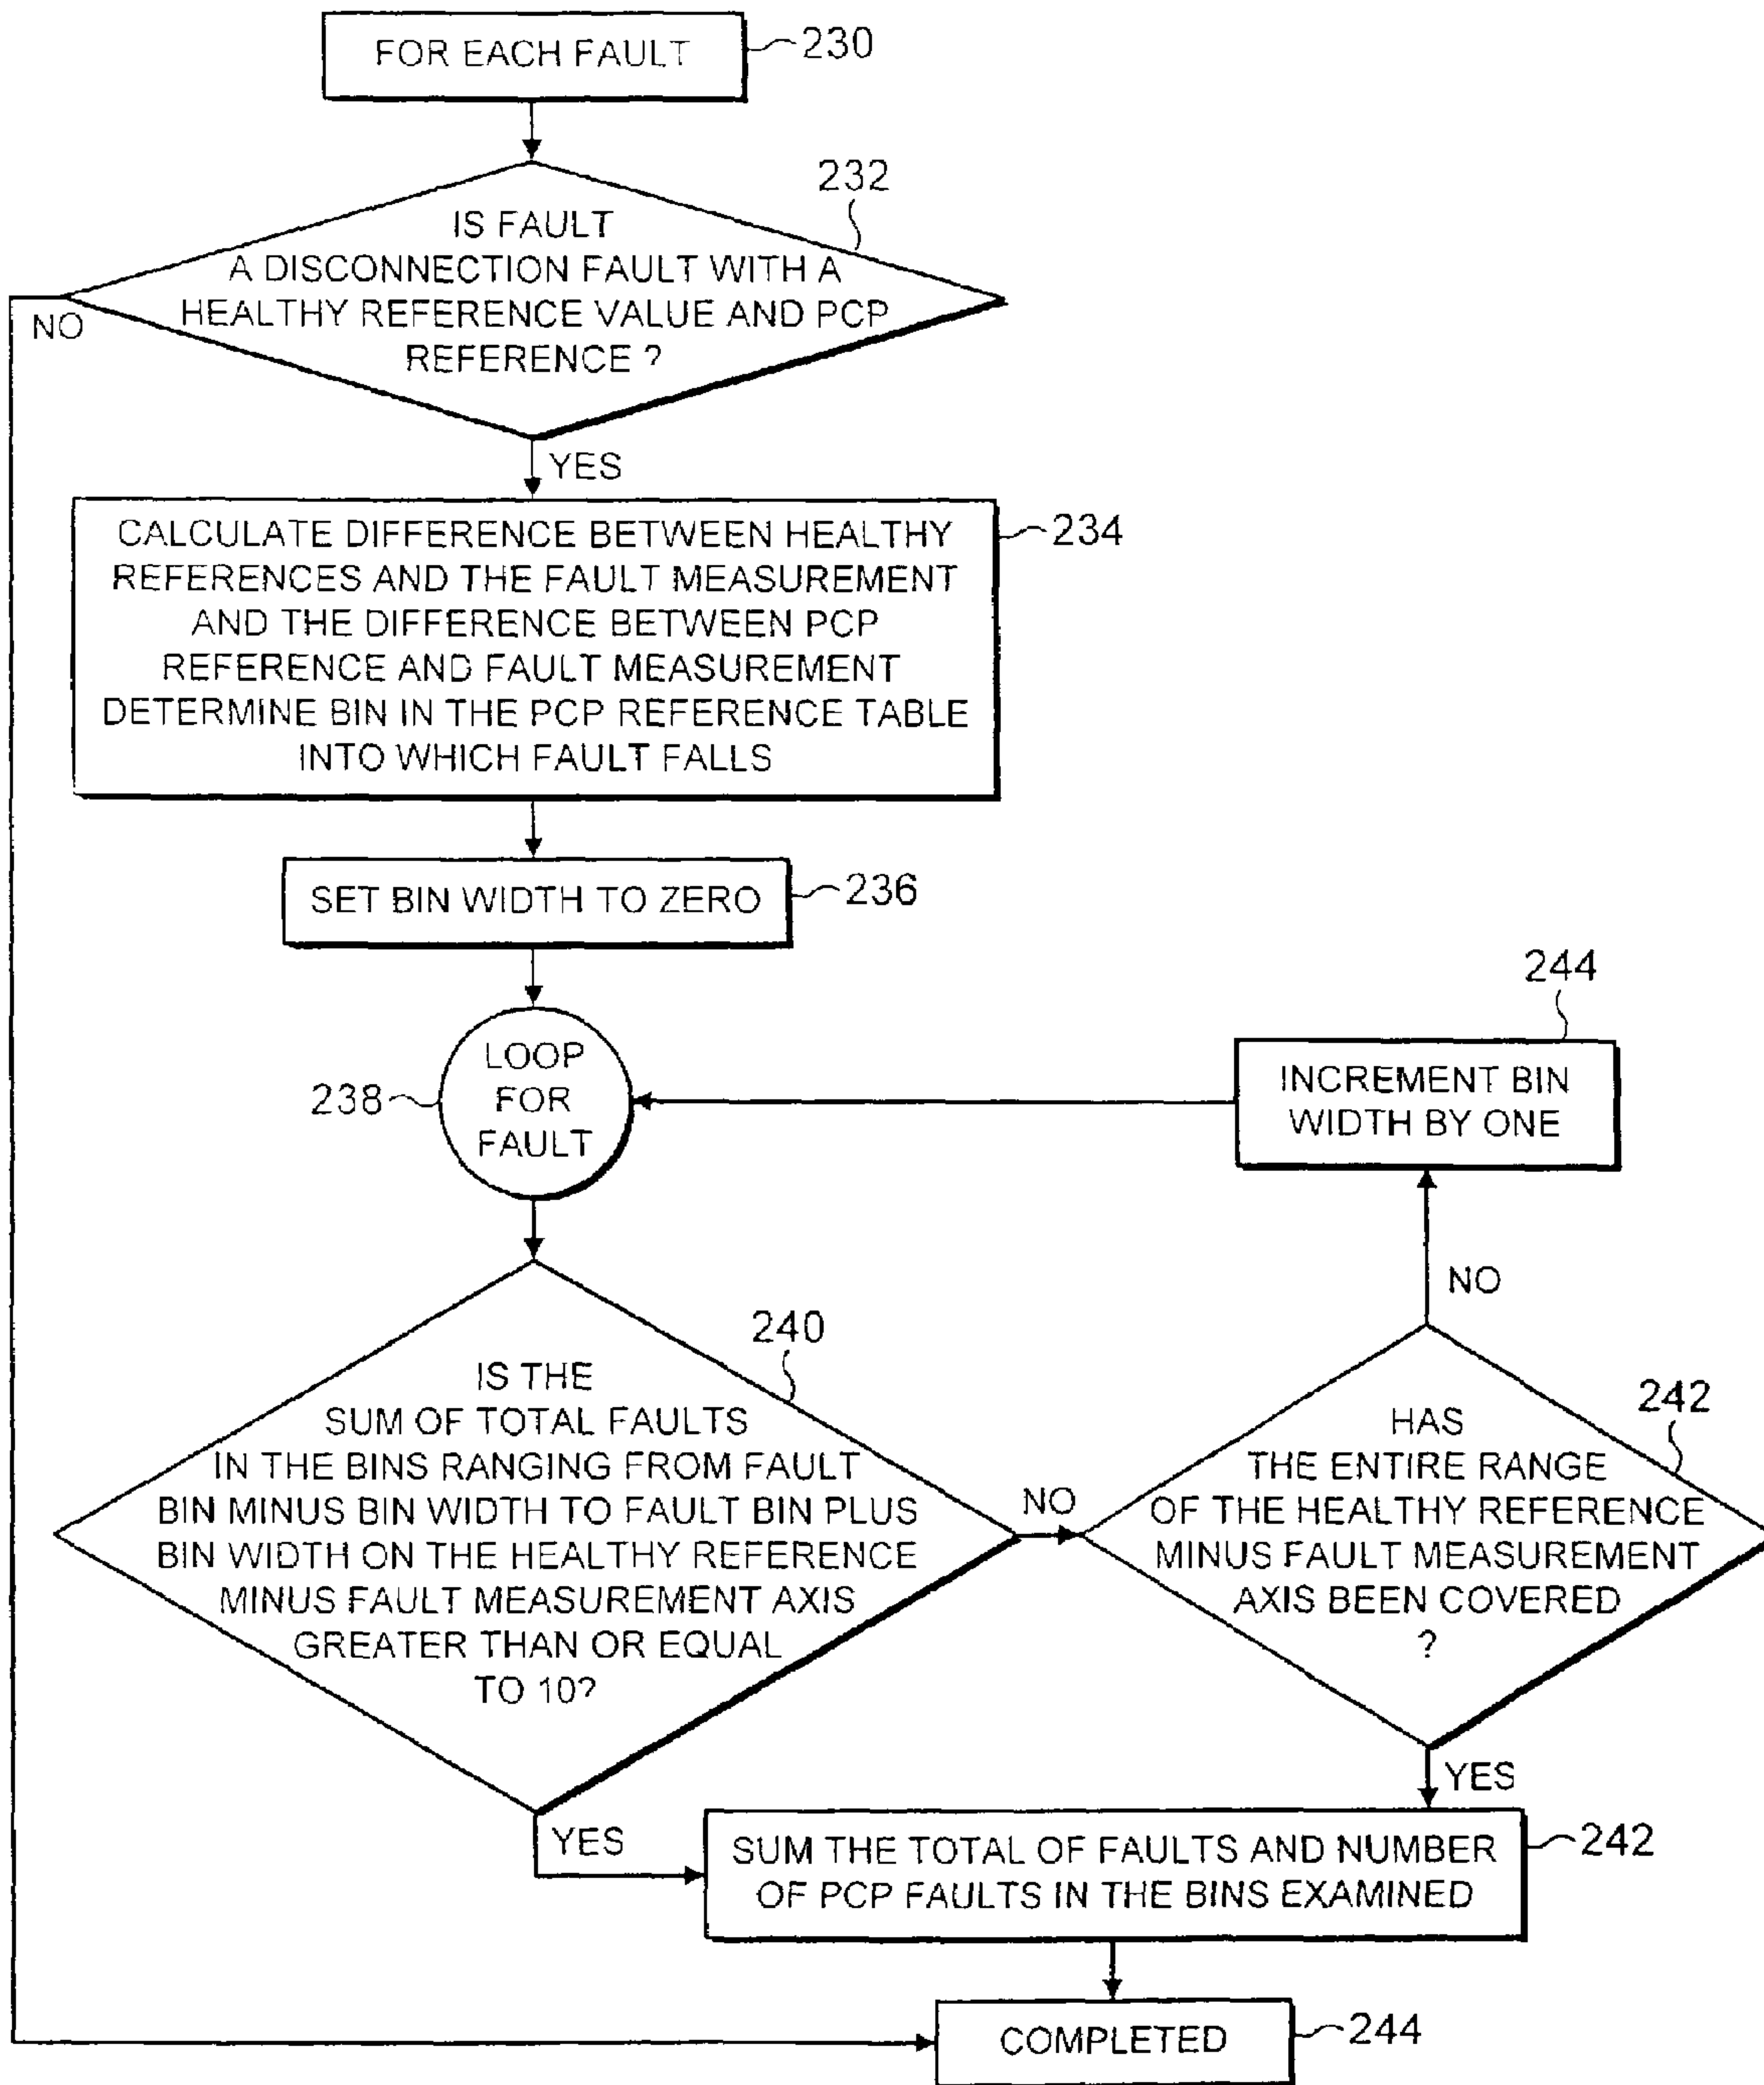 FOR EACH FAULT
230
232
IS FAULT
A DISCONNECTION FAULT WITH A
HEALTHY REFERENCE VALUE AND PCP
REFERENCE ?
NO
YES
CALCULATE DIFFERENCE BETWEEN HEALTHY
REFERENCES AND THE FAULT MEASUREMENT
AND THE DIFFERENCE BETWEEN PCP
REFERENCE AND FAULT MEASUREMENT
DETERMINE BIN IN THE PCP REFERENCE TABLE
INTO WHICH FAULT FALLS
234
SET BIN WIDTH TO ZERO
236
LOOP
FOR
FAULT
238
244
INCREMENT BIN
WIDTH BY ONE
NO
240
IS THE
SUM OF TOTAL FAULTS
IN THE BINS RANGING FROM FAULT
BIN MINUS BIN WIDTH TO FAULT BIN PLUS
BIN WIDTH ON THE HEALTHY REFERENCE
MINUS FAULT MEASUREMENT AXIS
GREATER THAN OR EQUAL
TO 10?
NO
242
HAS
THE ENTIRE RANGE
OF THE HEALTHY REFERENCE
MINUS FAULT MEASUREMENT
AXIS BEEN COVERED
?
YES
YES
SUM THE TOTAL OF FAULTS AND NUMBER
OF PCP FAULTS IN THE BINS EXAMINED
242
COMPLETED
244